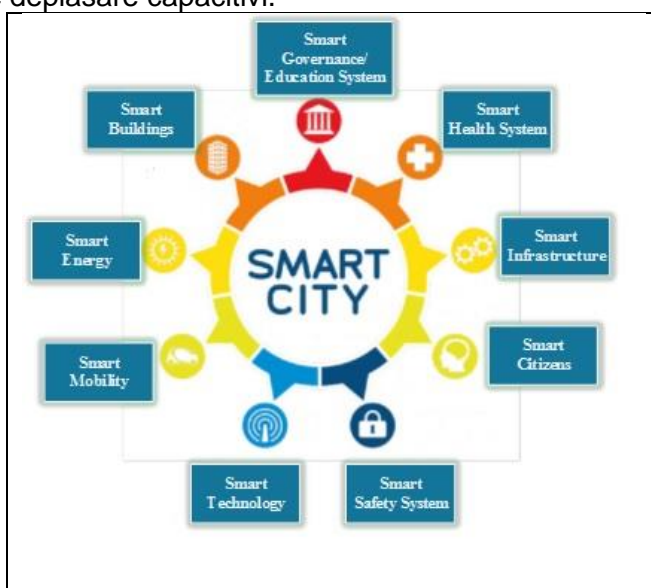 deplasare capacitivi.
Smart
Governance/
Education System
Smart
Buildings
Smart
Health System
Smart
Energy
SMART
CITY
Smart
Infrastructure
Smart
Mobility
Smart
Citizens
Smart
Technology
Smart
Safety System